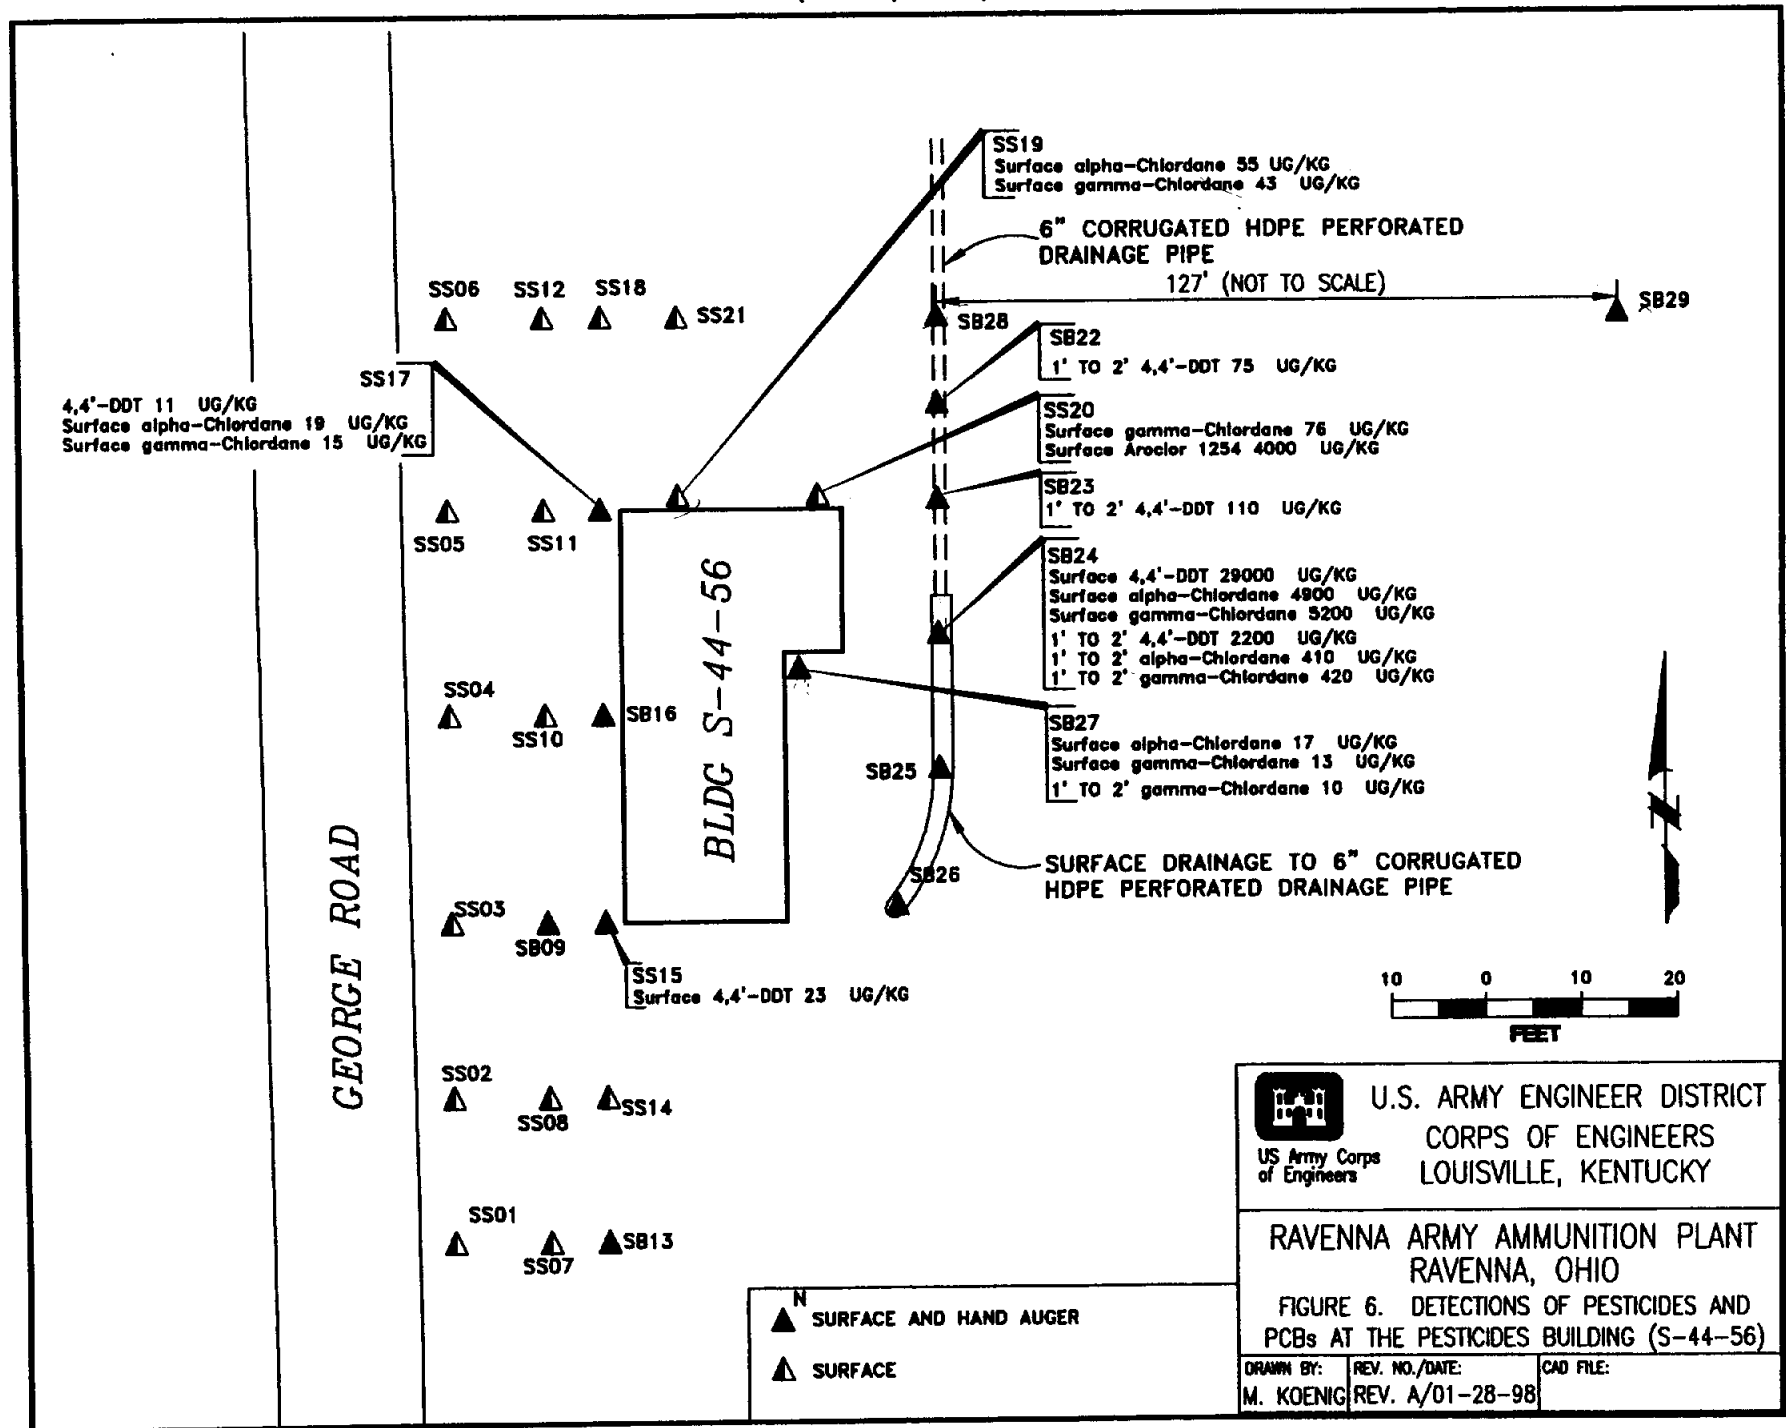 SS19
Surface alpha-Chlordane 55 UG/KG
Surface gamma-Chlordane 43 UG/KG
6" CORRUGATED HDPE PERFORATED
DRAINAGE PIPE
127' (NOT TO SCALE)
SS06
SS12
SS18
SS21
SB28
SB29
SB22
1' TO 2' 4,4'-DDT 75 UG/KG
SS17
4,4'-DDT 11 UG/KG
Surface alpha-Chlordane 19 UG/KG
Surface gamma-Chlordane 15 UG/KG
SS20
Surface gamma-Chlordane 76 UG/KG
Surface Aroclor 1254 4000 UG/KG
SB23
1' TO 2' 4,4'-DDT 110 UG/KG
SS05
SS11
SB24
Surface 4,4'-DDT 29000 UG/KG
Surface alpha-Chlordane 4900 UG/KG
Surface gamma-Chlordane 5200 UG/KG
1' TO 2' 4,4'-DDT 2200 UG/KG
1' TO 2' alpha-Chlordane 410 UG/KG
1' TO 2' gamma-Chlordane 420 UG/KG
BLDG S-44-56
SS04
SS10
SB16
SB27
Surface alpha-Chlordane 17 UG/KG
Surface gamma-Chlordane 13 UG/KG
1' TO 2' gamma-Chlordane 10 UG/KG
SB25
SURFACE DRAINAGE TO 6" CORRUGATED
HDPE PERFORATED DRAINAGE PIPE
SB26
GEORGE ROAD
SS03
SB09
SS15
Surface 4,4'-DDT 23 UG/KG
N
10 0 10 20
FEET
SS02
SS08
SS14
SS01
SS07
SB13
N
SURFACE AND HAND AUGER
SURFACE
US Army Corps
of Engineers
U.S. ARMY ENGINEER DISTRICT
CORPS OF ENGINEERS
LOUISVILLE, KENTUCKY
RAVENNA ARMY AMMUNITION PLANT
RAVENNA, OHIO
FIGURE 6. DETECTIONS OF PESTICIDES AND
PCBs AT THE PESTICIDES BUILDING (S-44-56)
DRAWN BY:
M. KOENIG
REV. NO./DATE:
REV. A/01-28-98
CAD FILE: